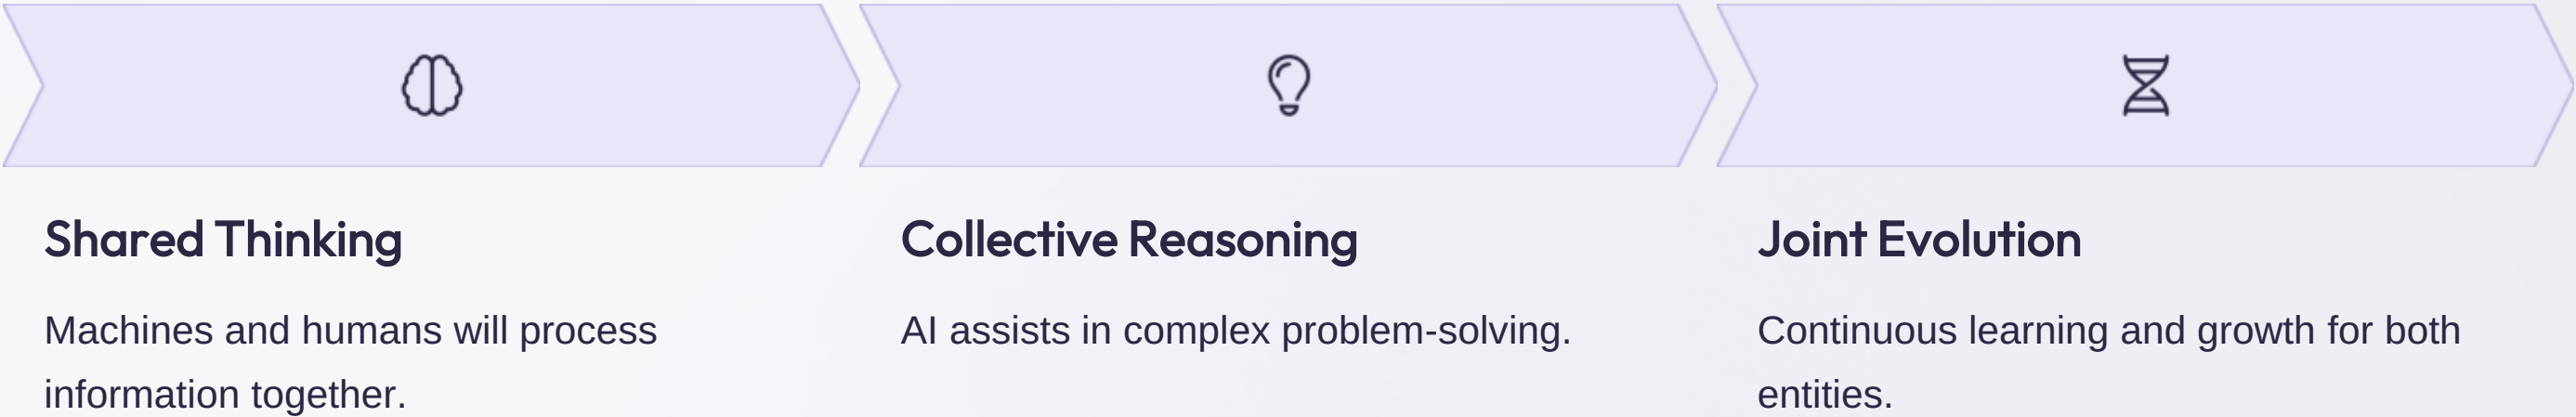 Shared Thinking
Machines and humans will process
information together.
Collective Reasoning
AI assists in complex problem-solving.
Joint Evolution
Continuous learning and growth for both
entities.